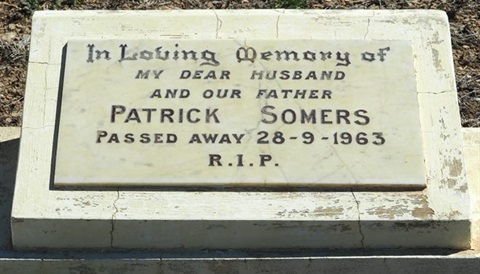 In Loving Memory of
MY DEAR HUSBAND
AND OUR FATHER
PATRICK SOMERS
PASSED AWAY 28-9-1963
R.I.P.